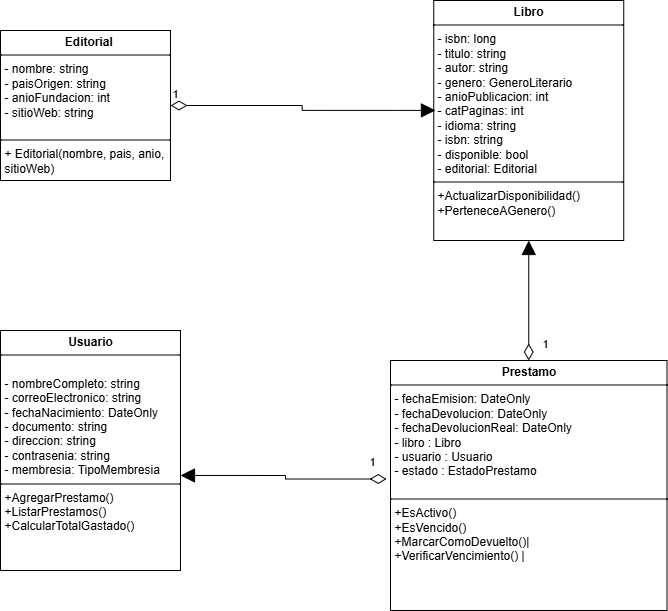 Editorial
- nombre: string
- paisOrigen: string
- anioFundacion: int
- sitioWeb: string
+ Editorial(nombre, pais, anio,
sitioWeb)
1
Libro
- isbn: long
- titulo: string
- autor: string
- genero: GeneroLiterario
- anioPublicacion: int
- catPaginas: int
- idioma: string
- isbn: string
- disponible: bool
- editorial: Editorial
+ActualizarDisponibilidad()
+PerteneceAGenero()
Usuario
- nombreCompleto: string
- correoElectronico: string
- fechaNacimiento: DateOnly
- documento: string
- direccion: string
- contrasenia: string
- membresia: TipoMembresia
+AgregarPrestamo()
+ListarPrestamos()
+CalcularTotalGastado()
1
1
Prestamo
- fechaEmision: DateOnly
- fechaDevolucion: DateOnly
- fechaDevolucionReal: DateOnly
- libro : Libro
- usuario : Usuario
- estado : EstadoPrestamo
+EsActivo()
+EsVencido()
+MarcarComoDevuelto()|
+VerificarVencimiento() |